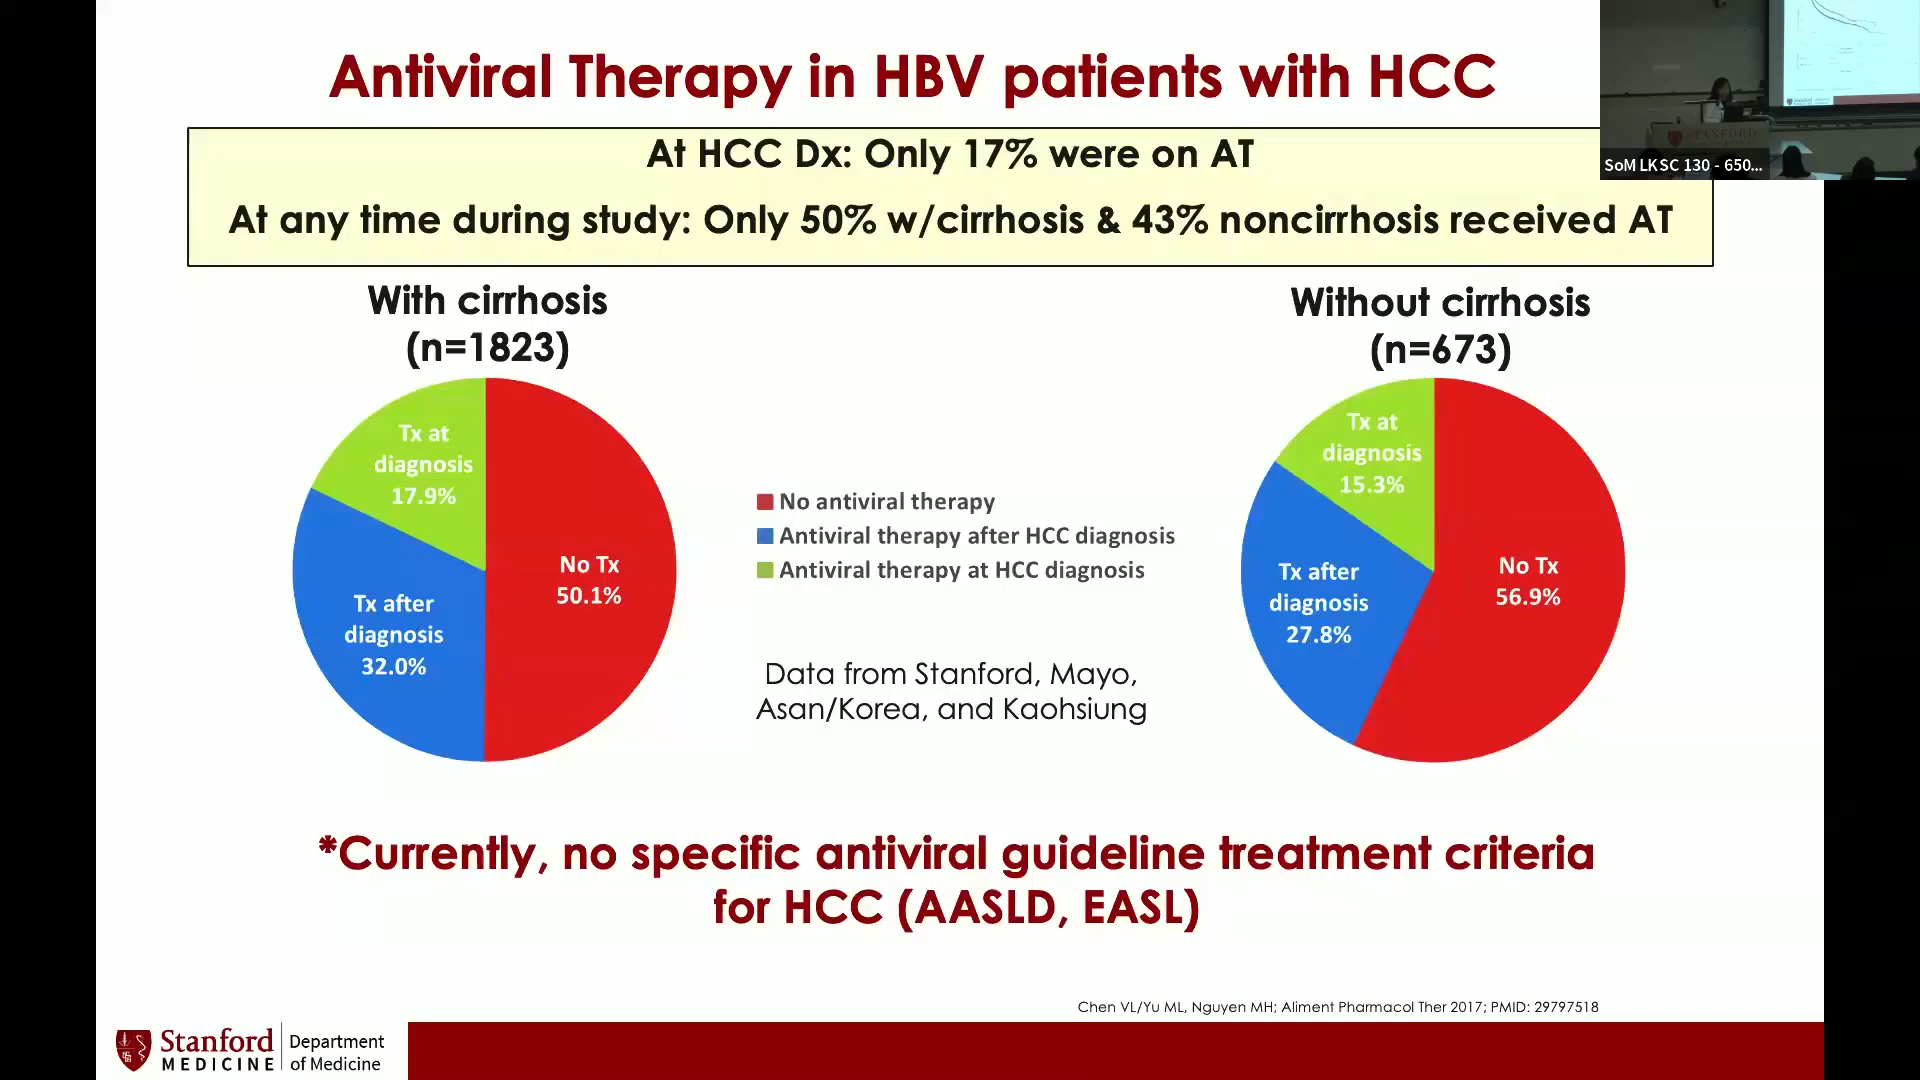 Antiviral Therapy in HBV patients with HCC
At HCC Dx: Only 17% were on AT
At any time during study: Only 50% w/cirrhosis & 43% noncirrhosis received AT
SoM LKSC 130 - 650...
STANFORD
With cirrhosis
(n=1823)
Tx at
diagnosis
17.9%
No Tx
50.1%
Tx after
diagnosis
32.0%
No antiviral therapy
Antiviral therapy after HCC diagnosis
Antiviral therapy at HCC diagnosis
Data from Stanford, Mayo,
Asan/Korea, and Kaohsiung
Without cirrhosis
(n=673)
Tx at
diagnosis
15.3%
No Tx
56.9%
Tx after
diagnosis
27.8%
*Currently, no specific antiviral guideline treatment criteria
for HCC (AASLD, EASL)
Chen VL/Yu ML, Nguyen MH; Aliment Pharmacol Ther 2017; PMID: 29797518
Stanford
MEDICINE
Department
of Medicine